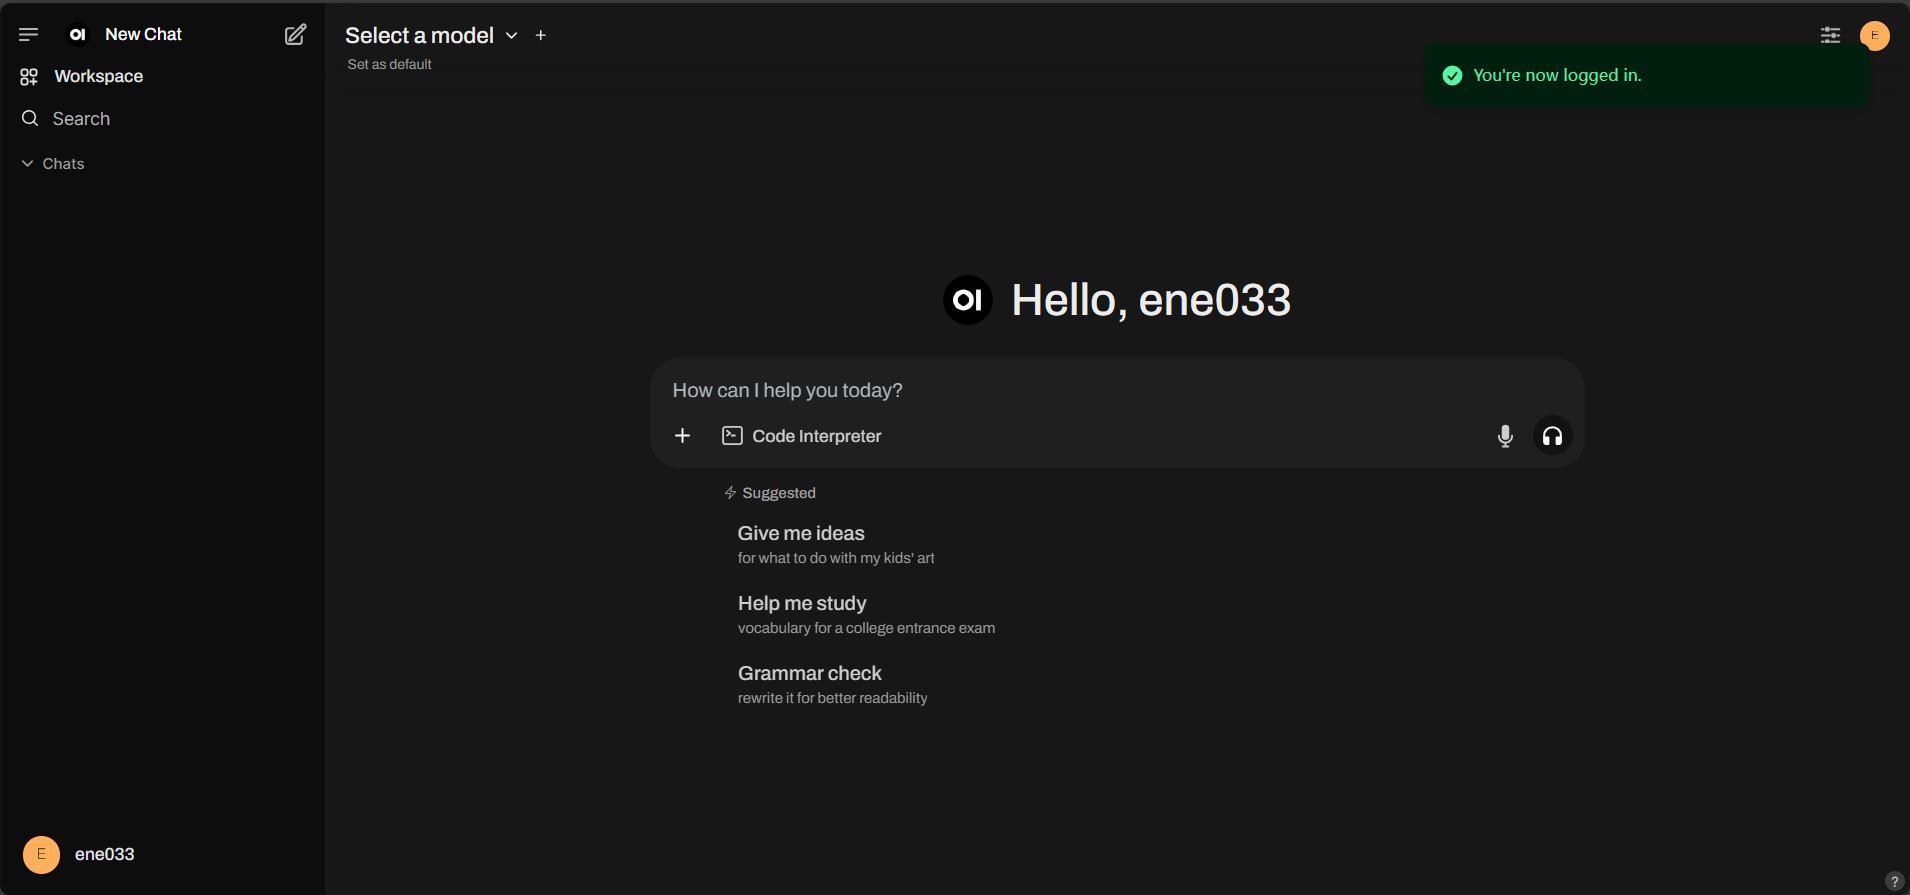 OI New Chat
Workspace
Search
Chats
ene033
E
Select a model
Set as default
E
You're now logged in.
OI Hello, ene033
How can I help you today?
Code Interpreter
Suggested
Give me ideas
for what to do with my kids' art
Help me study
vocabulary for a college entrance exam
Grammar check
rewrite it for better readability
?